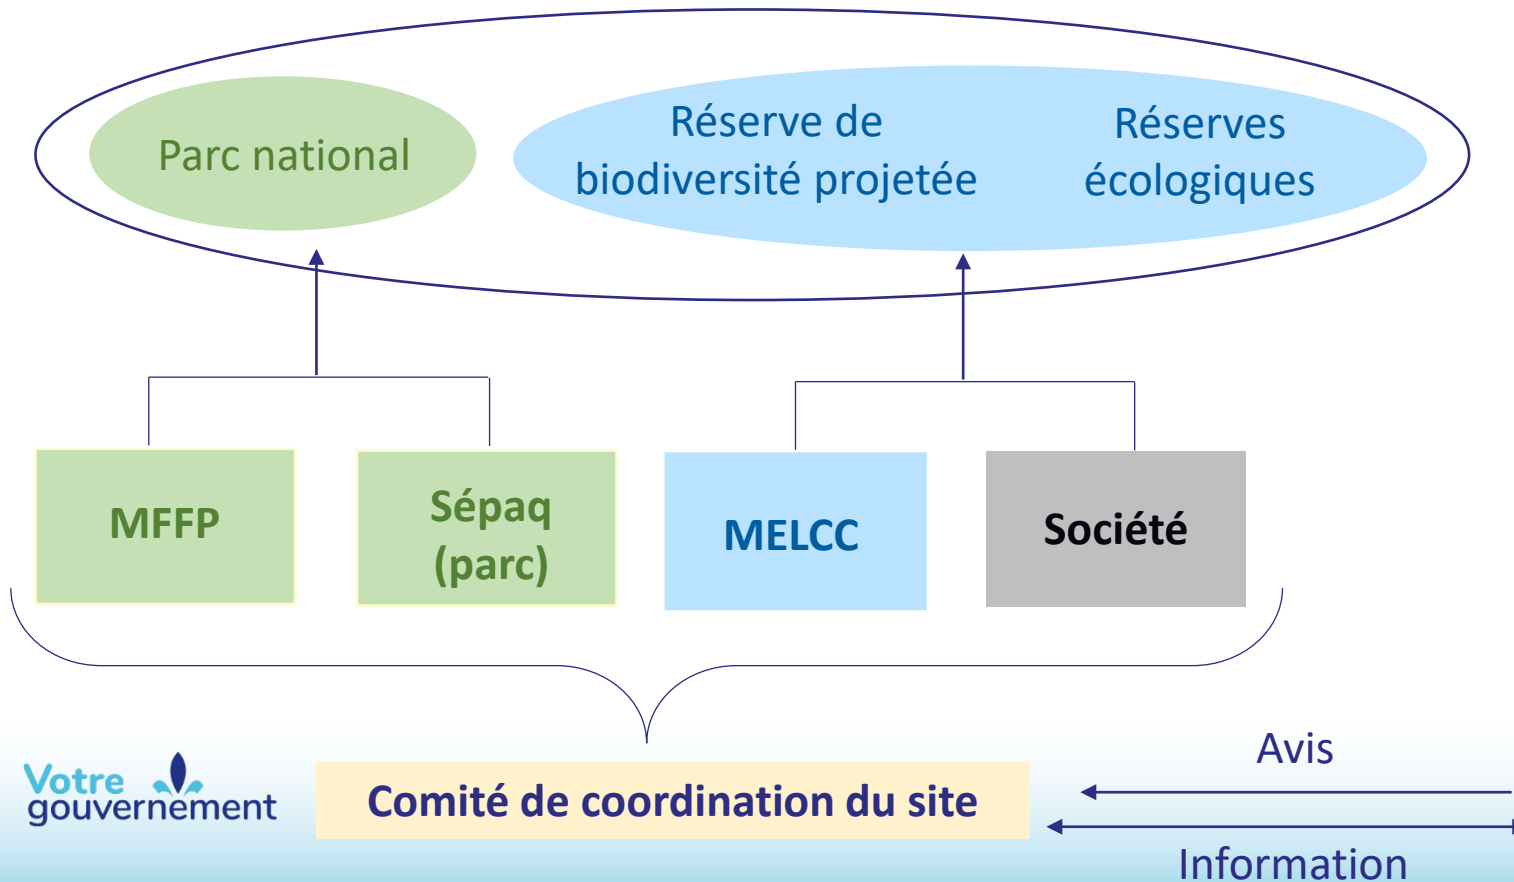 Parc national
Réserve de
biodiversité projetée
Réserves
écologiques
MFFP
Sépaq
(parc)
MELCC
Société
Votre
gouvernement
Comité de coordination du site
Avis
Information